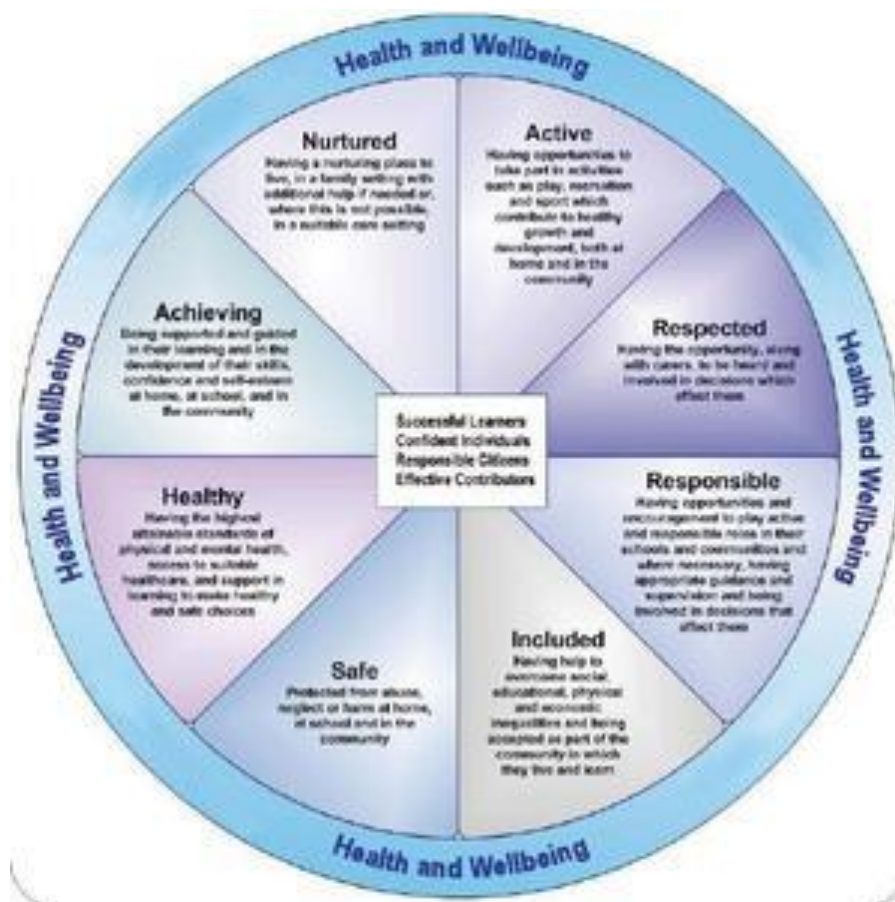 Health and Wellbeing
Nurtured
Having a nurturing place to
live, in a family setting with
additional help if needed or,
where this is not possible,
in a suitable care setting
Active
Having opportunities to
take part in activities
such as play, recreation
and sport which
contribute to healthy
growth and
development, both at
home and in the
community
Achieving
Being supported and guided
in their learning and in the
development of their skills,
confidence and self-esteem
at home, at school, and in
the community
Respected
Having the opportunity, along
with carers, to be heard and
involved in decisions which
affect them
Health and Wellbeing
Health and Wellbeing
Successful Learners
Confident Individuals
Responsible Citizens
Effective Contributors
Healthy
Having the highest
attainable standards of
physical and mental health,
access to suitable
healthcare, and support in
learning to make healthy
and safe choices
Responsible
Having opportunities and
encouragement to play active
and responsible roles in their
schools and communities and
where necessary, having
appropriate guidance and
supervision and being
involved in decisions that
affect them
Safe
Protected from abuse,
neglect or harm at home,
at school and in the
community
Included
Having help to
overcome social,
educational, physical
and economic
inequalities and being
accepted as part of the
community in which
they live and learn
Health and Wellbeing